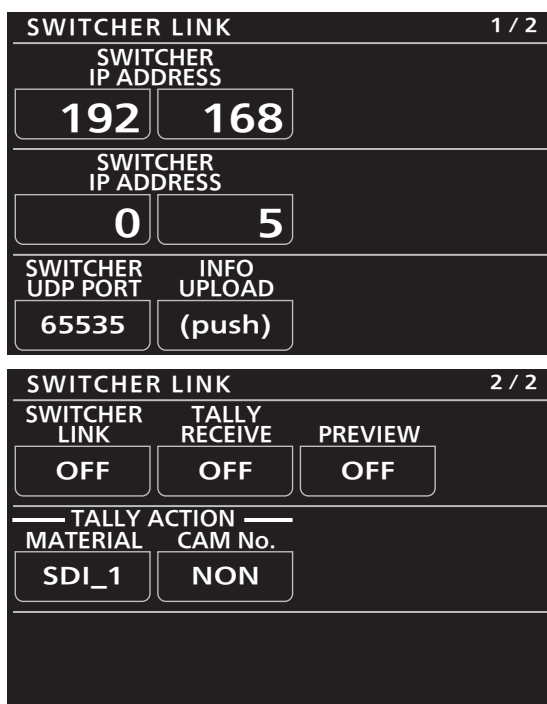 SWITCHER LINK 1 / 2
SWITCHER
IP ADDRESS
192 168
SWITCHER
IP ADDRESS
0 5
SWITCHER INFO
UDP PORT UPLOAD
65535 (push)
SWITCHER LINK 2 / 2
SWITCHER TALLY
LINK RECEIVE PREVIEW
OFF OFF OFF
TALLY ACTION
MATERIAL CAM No.
SDI_1 NON